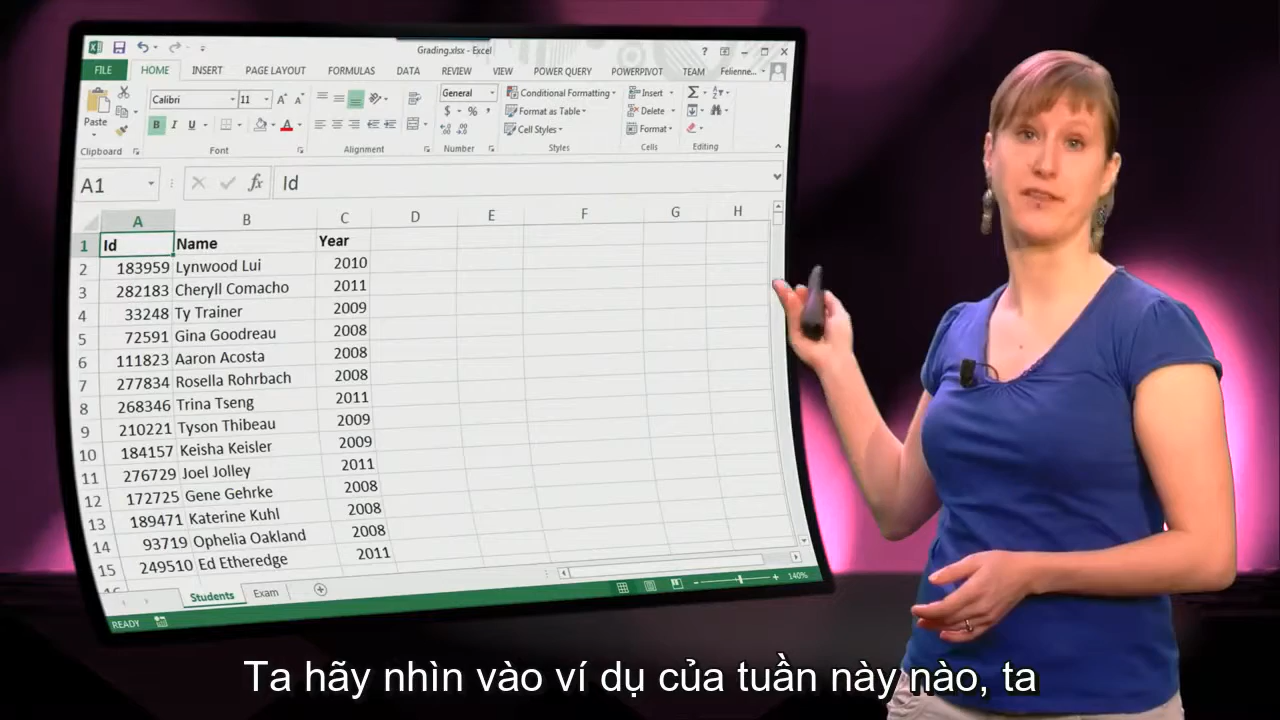 Grading.xlsx - Excel
FILE HOME INSERT PAGE LAYOUT FORMULAS DATA REVIEW VIEW POWER QUERY POWERPIVOT TEAM Felienne...
Paste Calibri 11 General Conditional Formatting Insert
B I U $ % Format as Table Delete
Cell Styles Format
Clipboard Font Alignment Number Styles Cells Editing
A1 fx Id
A B C D E F G H
1 Id Name Year
2 183959 Lynwood Lui 2010
3 282183 Cheryll Comacho 2011
4 33248 Ty Trainer 2009
5 72591 Gina Goodreau 2008
6 111823 Aaron Acosta 2008
7 277834 Rosella Rohrbach 2008
8 268346 Trina Tseng 2011
9 210221 Tyson Thibeau 2009
10 184157 Keisha Keisler 2009
11 276729 Joel Jolley 2011
12 172725 Gene Gehrke 2008
13 189471 Katerine Kuhl 2008
14 93719 Ophelia Oakland 2008
15 249510 Ed Etheredge 2011
Students Exam
READY 140%
Ta hãy nhìn vào ví dụ của tuần này nào, ta